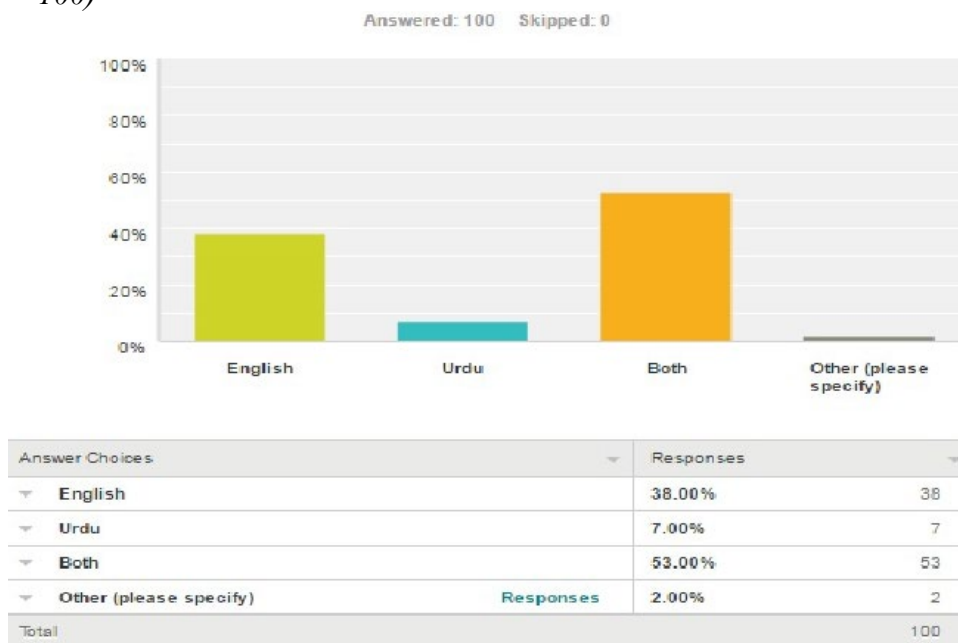 100)
Answered: 100 Skipped: 0
100%
80%
60%
40%
20%
0%
English Urdu Both Other (please
specify)
Answer Choices Responses
English 38.00% 38
Urdu 7.00% 7
Both 53.00% 53
Other (please specify) Responses 2.00% 2
Total 100